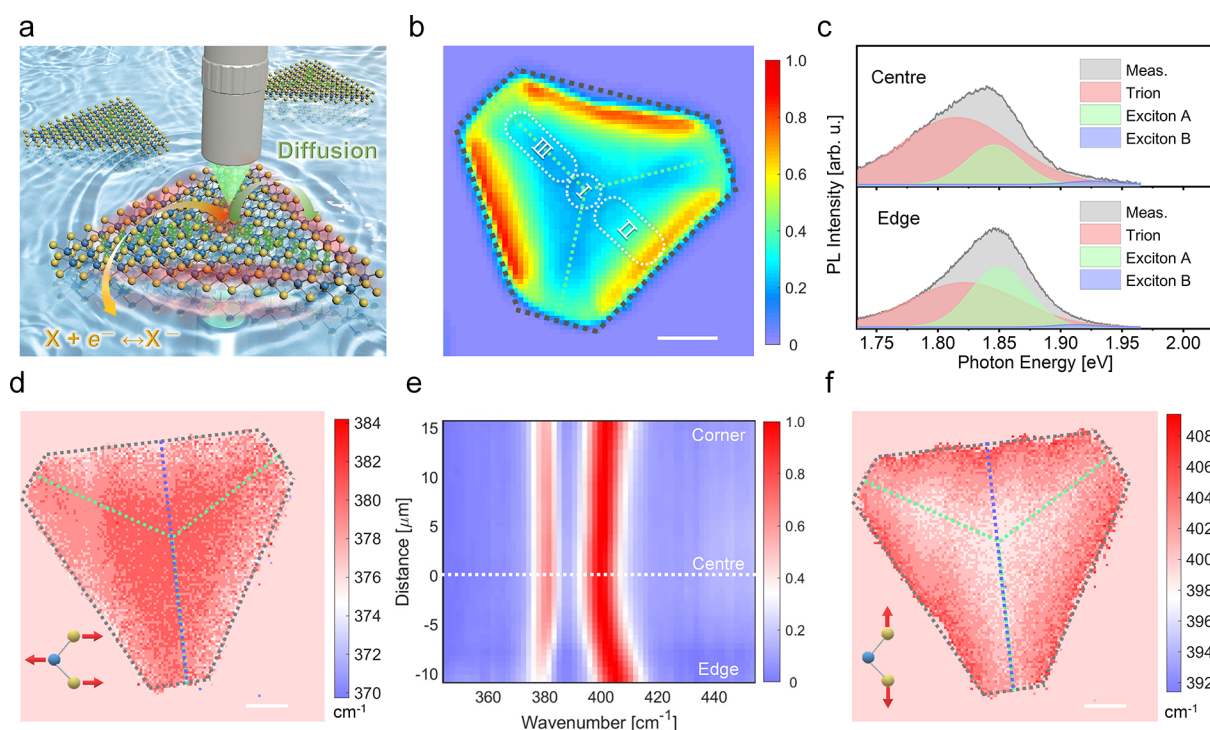 a
Diffusion
X + e⁻ ↔X⁻
b
III
I
II
1.0
0.8
0.6
0.4
0.2
0
c
Centre
Meas.
Trion
Exciton A
Exciton B
Edge
Meas.
Trion
Exciton A
Exciton B
PL Intensity [arb. u.]
1.75 1.80 1.85 1.90 1.95 2.00
Photon Energy [eV]
d
384
382
380
378
376
374
372
370
cm⁻¹
e
Corner
Centre
Edge
15
10
5
0
-5
-10
Distance [μm]
340 360 380 400 420 440
Wavenumber [cm⁻¹]
1.0
0.8
0.6
0.4
0.2
0
f
408
406
404
402
400
398
396
394
392
cm⁻¹